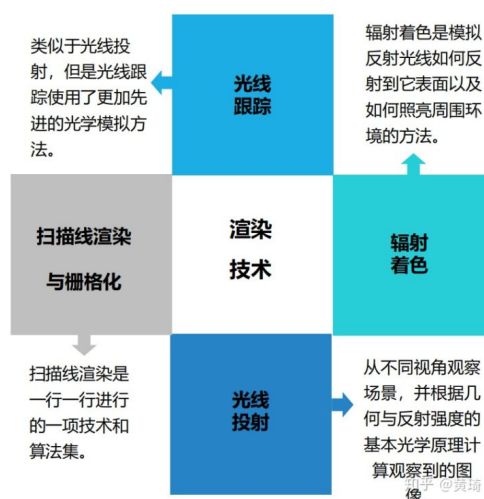 类似于光线投
射，但是光线跟
踪使用了更加先
进的光学模拟方
法。
光线
跟踪
辐射着色是模拟
反射光线如何反
射到它表面以及
如何照亮周围环
境的方法。
扫描线渲染
与栅格化
渲染
技术
辐射
着色
扫描线渲染是
一行一行进行
的一项技术和
算法集。
光线
投射
从不同视角观察
场景，并根据几
何与反射强度的
基本光学原理计
算观察到的图
像
知乎 @黄琦